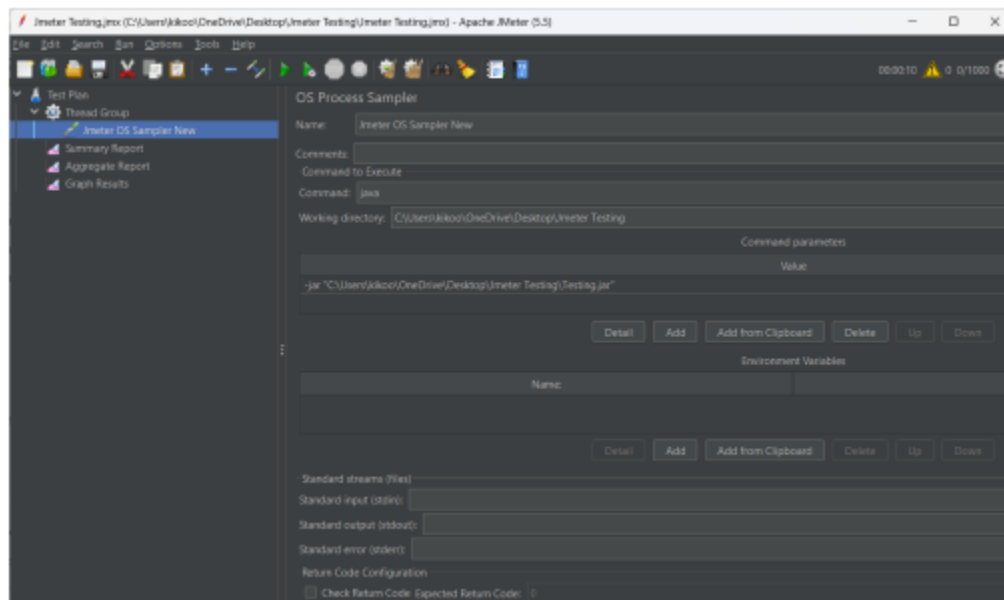 Jmeter Testing.jmx (C:\Users\kikoo\OneDrive\Desktop\Jmeter Testing\Jmeter Testing.jmx) - Apache JMeter (5.5)
File Edit Search Run Options Tools Help
00:00:10 0 0/1000
Test Plan
Thread Group
Jmeter OS Sampler New
Summary Report
Aggregate Report
Graph Results
OS Process Sampler
Name: Jmeter OS Sampler New
Comments:
Command to Execute
Command: java
Working directory: C:\Users\kikoo\OneDrive\Desktop\Jmeter Testing
Command parameters
Value
-jar "C:\Users\kikoo\OneDrive\Desktop\Jmeter Testing\Testing.jar"
Detail Add Add from Clipboard Delete Up Down
Environment Variables
Name:
Detail Add Add from Clipboard Delete Up Down
Standard streams (files)
Standard input (stdin):
Standard output (stdout):
Standard error (stderr):
Return Code Configuration
Check Return Code Expected Return Code: 0